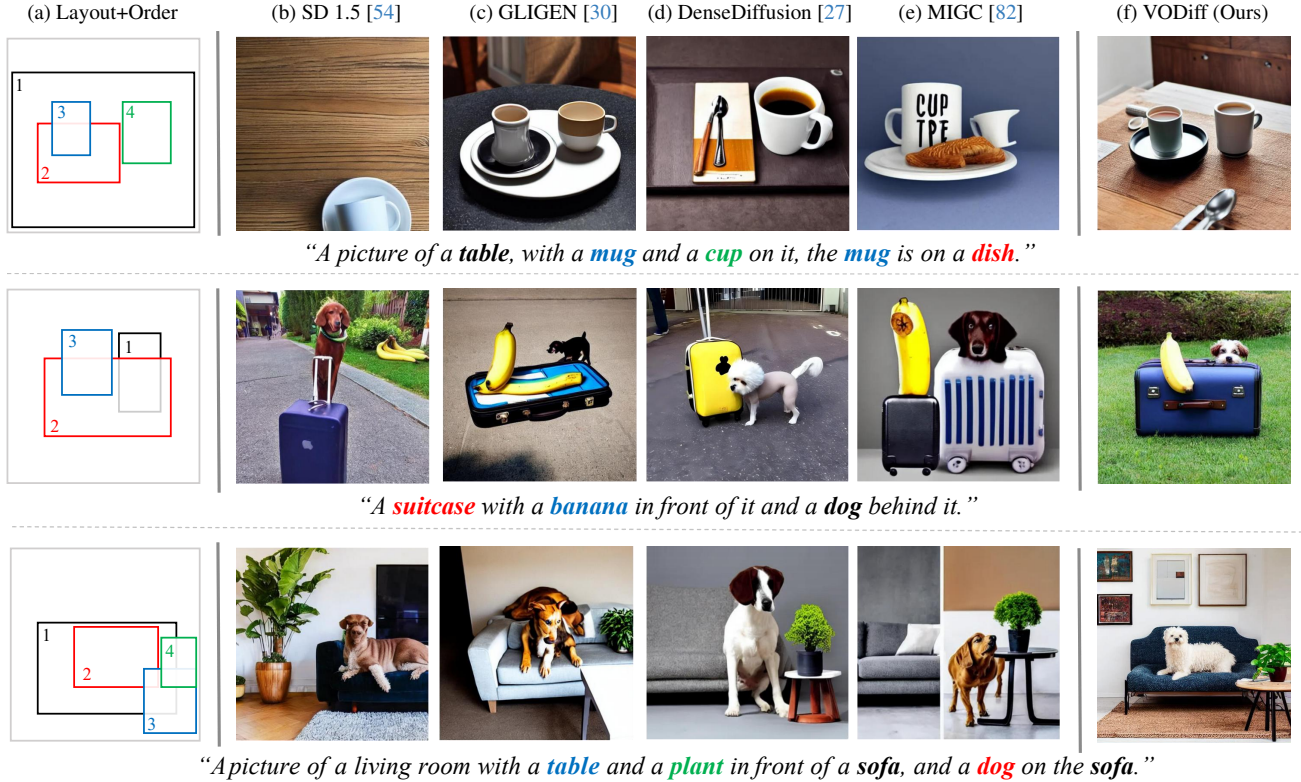 (a) Layout+Order (b) SD 1.5 [54] (c) GLIGEN [30] (d) DenseDiffusion [27] (e) MIGC [82] (f) VODiff (Ours)
1
3
4
2
CUP
TPE
“A picture of a table, with a mug and a cup on it, the mug is on a dish.”
3
1
2
“A suitcase with a banana in front of it and a dog behind it.”
1
4
2
3
“A picture of a living room with a table and a plant in front of a sofa, and a dog on the sofa.”